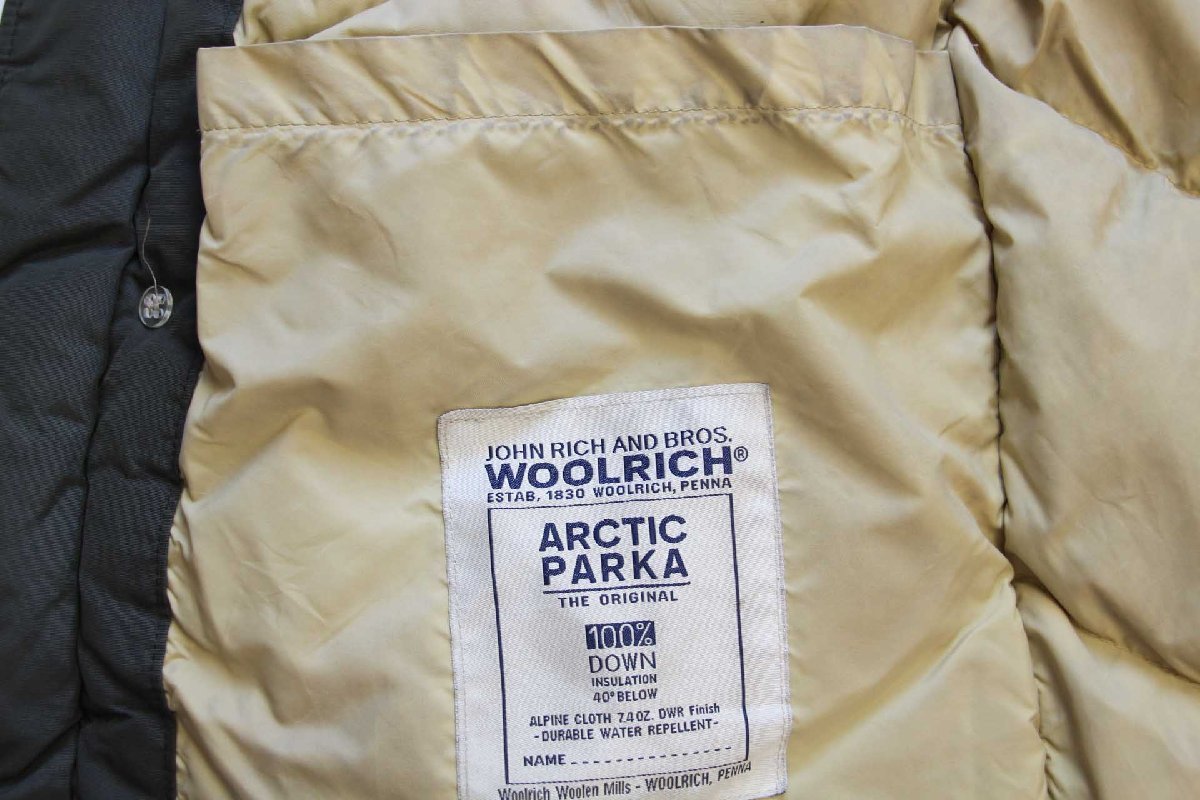 JOHN RICH AND BROS.
WOOLRICH®
ESTAB. 1830 WOOLRICH, PENNA
ARCTIC
PARKA
THE ORIGINAL
100%
DOWN
INSULATION
40° BELOW
ALPINE CLOTH 7.4 OZ. DWR Finish
-DURABLE WATER REPELLENT-
NAME - - - - - - - - - - - - - -
Woolrich Woolen Mills - WOOLRICH, PENNA